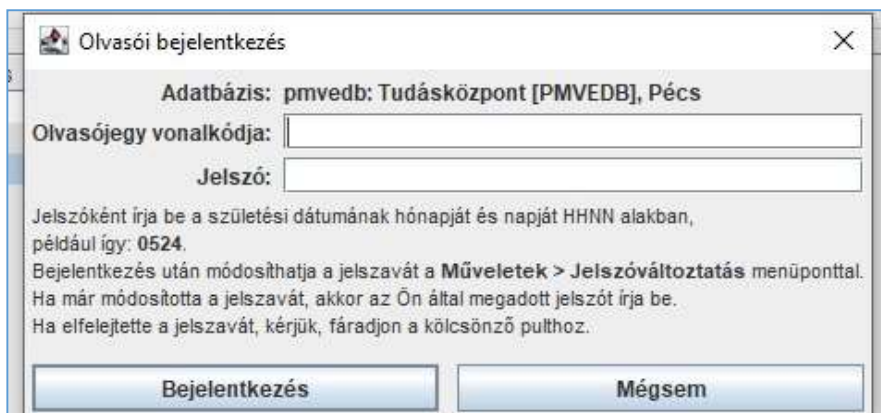 Olvasói bejelentkezés
Adatbázis: pmvedb: Tudásközpont [PMVEDB], Pécs
Olvasójegy vonalkódja:
Jelszó:
Jelszóként írja be a születési dátumának hónapját és napját HHNN alakban,
például így: 0524.
Bejelentkezés után módosíthatja a jelszavát a Műveletek > Jelszóváltoztatás menüponttal.
Ha már módosította a jelszavát, akkor az Ön által megadott jelszót írja be.
Ha elfelejtette a jelszavát, kérjük, fáradjon a kölcsönző pulthoz.
Bejelentkezés Mégsem